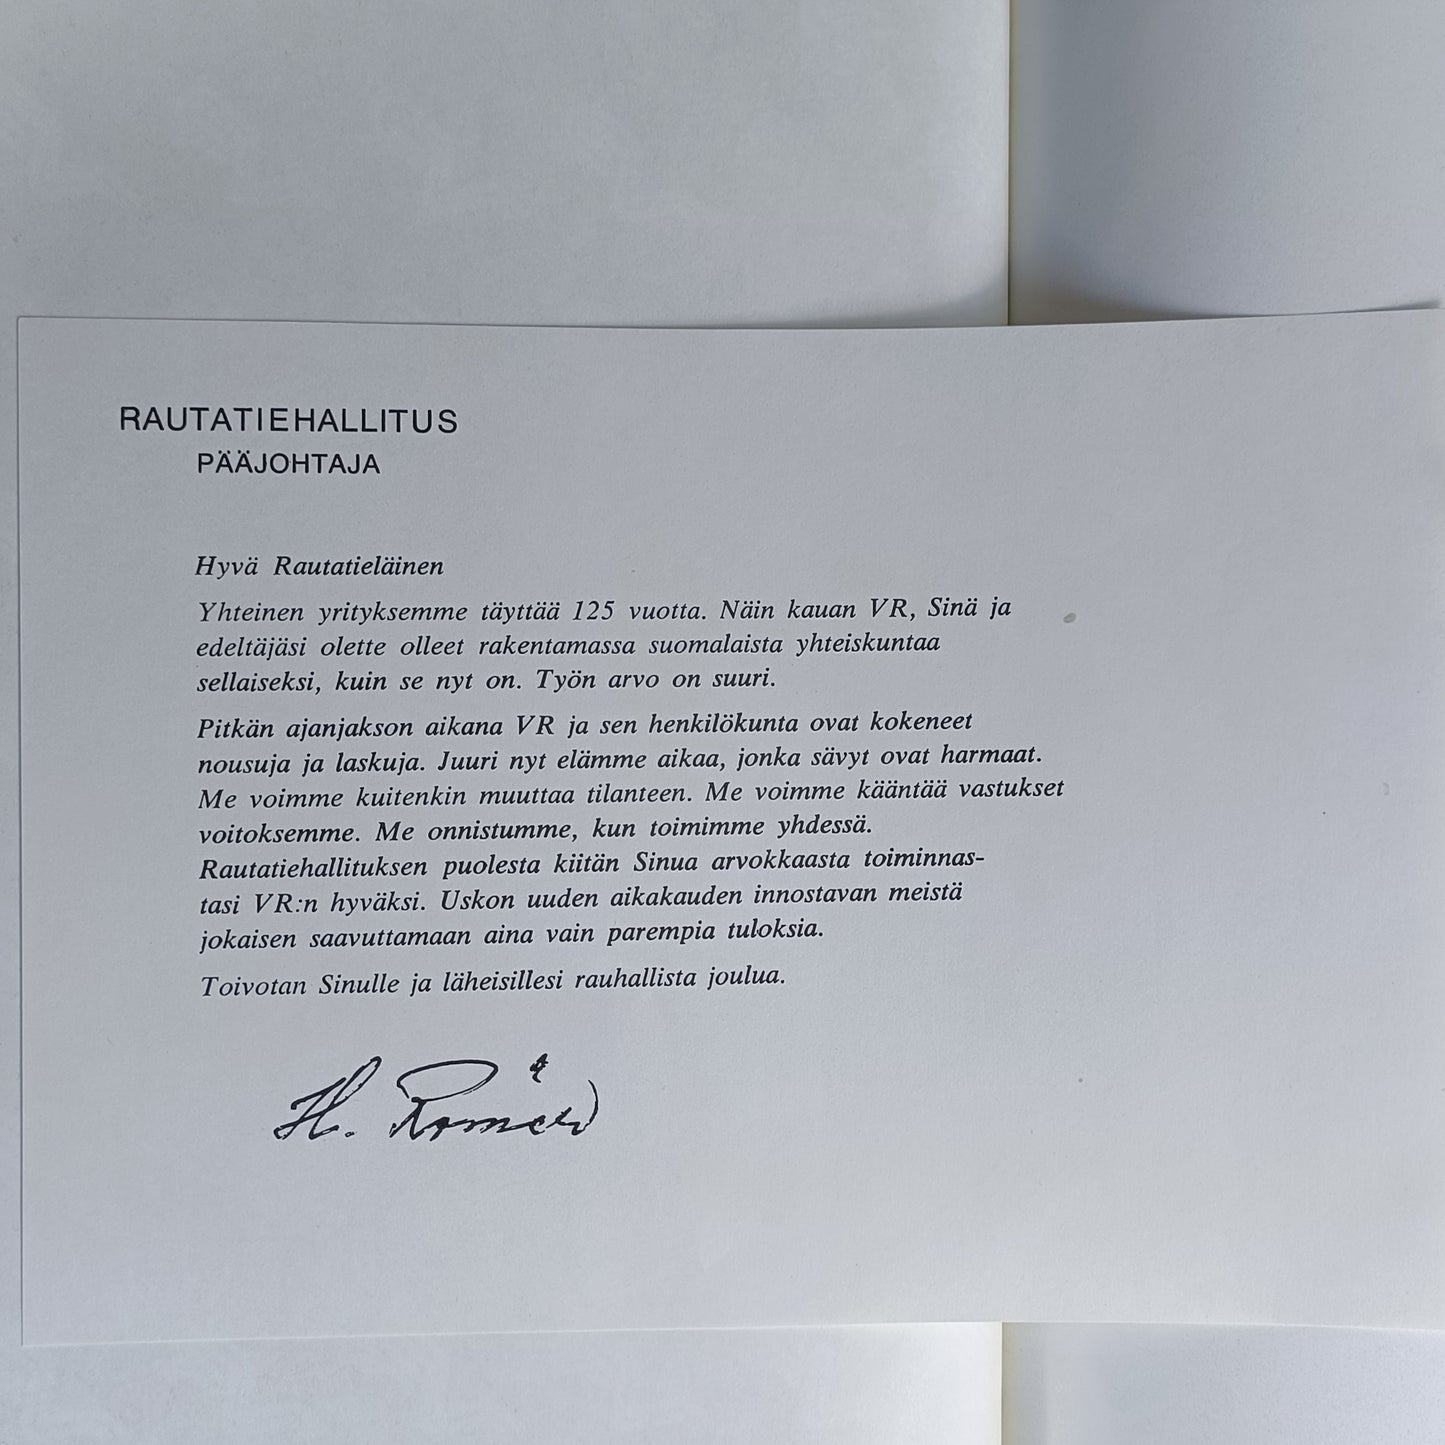 RAUTATIEHALLITUS
PÄÄJOHTAJA
Hyvä Rautatieläinen
Yhteinen yrityksemme täyttää 125 vuotta. Näin kauan VR, Sinä ja
edeltäjäsi olette olleet rakentamassa suomalaista yhteiskuntaa
sellaiseksi, kuin se nyt on. Työn arvo on suuri.
Pitkän ajanjakson aikana VR ja sen henkilökunta ovat kokeneet
nousuja ja laskuja. Juuri nyt elämme aikaa, jonka sävyt ovat harmaat.
Me voimme kuitenkin muuttaa tilanteen. Me voimme kääntää vastukset
voitoksemme. Me onnistumme, kun toimimme yhdessä.
Rautatiehallituksen puolesta kiitän Sinua arvokkaasta toiminnas-
tasi VR:n hyväksi. Uskon uuden aikakauden innostavan meistä
jokaisen saavuttamaan aina vain parempia tuloksia.
Toivotan Sinulle ja läheisillesi rauhallista joulua.
H.